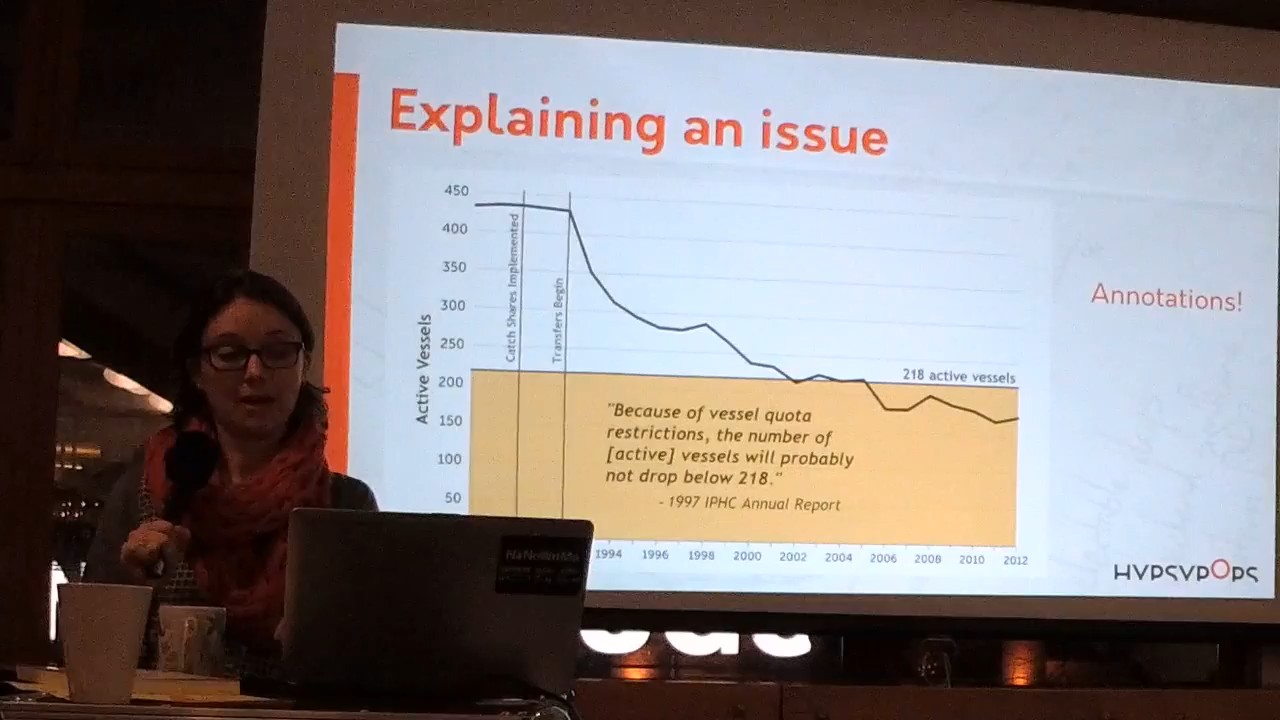 Explaining an issue
450
400
350
300
250
200
150
100
50
Active Vessels
Catch Shares Implemented
Transfers Begin
218 active vessels
"Because of vessel quota
restrictions, the number of
[active] vessels will probably
not drop below 218."
- 1997 IPHC Annual Report
1994 1996 1998 2000 2002 2004 2006 2008 2010 2012
Annotations!
HYPSYPOPS
NaNoWriMo